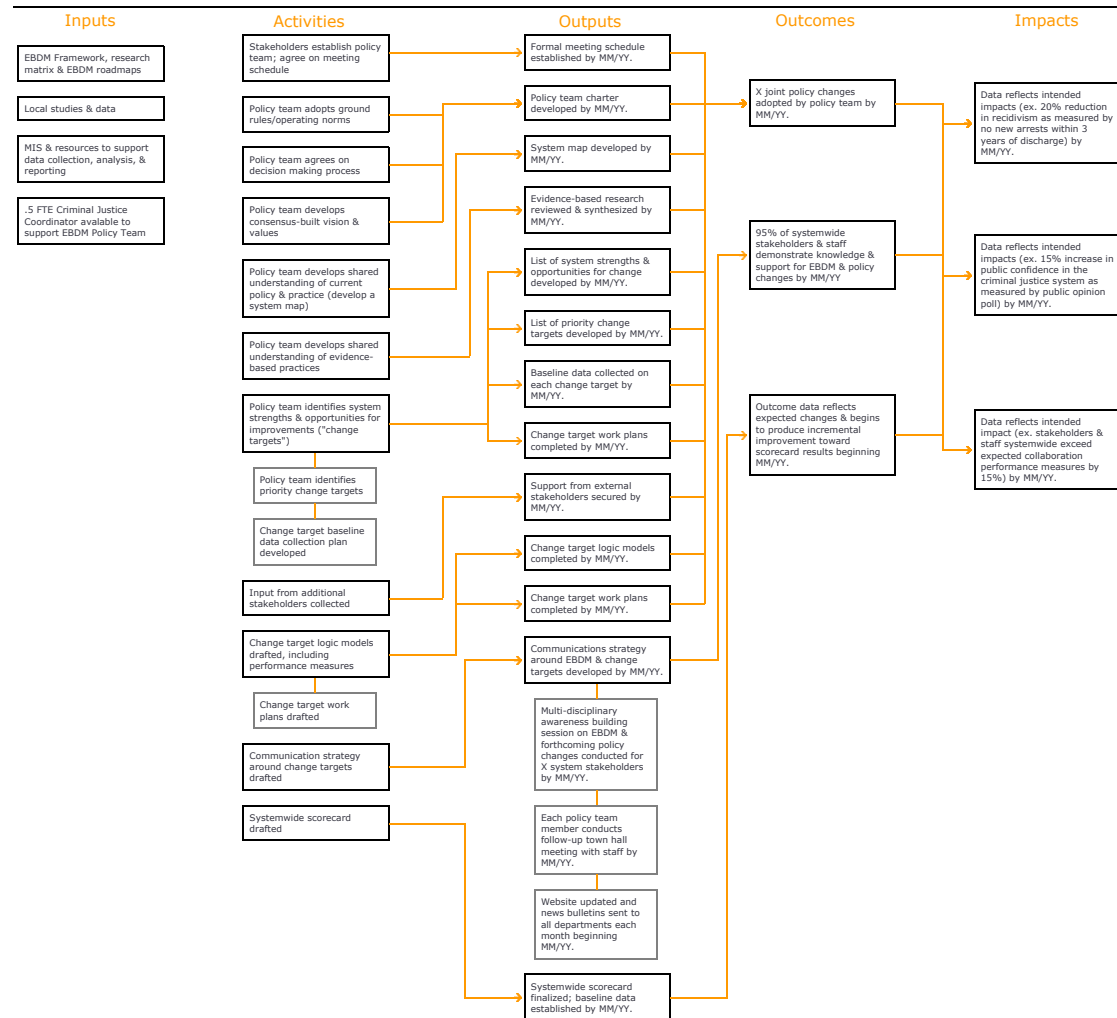 Inputs
Activities
Outputs
Outcomes
Impacts
EBDM Framework, research
matrix & EBDM roadmaps
Local studies & data
MIS & resources to support
data collection, analysis, &
reporting
.5 FTE Criminal Justice
Coordinator avalable to
support EBDM Policy Team
Stakeholders establish policy
team; agree on meeting
schedule
Policy team adopts ground
rules/operating norms
Policy team agrees on
decision making process
Policy team develops
consensus-built vision &
values
Policy team develops shared
understanding of current
policy & practice (develop a
system map)
Policy team develops shared
understanding of evidence-
based practices
Policy team identifies system
strengths & opportunities for
improvements ("change
targets")
Policy team identifies
priority change targets
Change target baseline
data collection plan
developed
Input from additional
stakeholders collected
Change target logic models
drafted, including
performance measures
Change target work
plans drafted
Communication strategy
around change targets
drafted
Systemwide scorecard
drafted
Formal meeting schedule
established by MM/YY.
Policy team charter
developed by MM/YY.
System map developed by
MM/YY.
Evidence-based research
reviewed & synthesized by
MM/YY.
List of system strengths &
opportunities for change
developed by MM/YY.
List of priority change
targets developed by MM/YY.
Baseline data collected on
each change target by
MM/YY.
Change target work plans
completed by MM/YY.
Support from external
stakeholders secured by
MM/YY.
Change target logic models
completed by MM/YY.
Change target work plans
completed by MM/YY.
Communications strategy
around EBDM & change
targets developed by MM/YY.
Multi-disciplinary
awareness building
session on EBDM &
forthcoming policy
changes conducted for
X system stakeholders
by MM/YY.
Each policy team
member conducts
follow-up town hall
meeting with staff by
MM/YY.
Website updated and
news bulletins sent to
all departments each
month beginning
MM/YY.
Systemwide scorecard
finalized; baseline data
established by MM/YY.
X joint policy changes
adopted by policy team by
MM/YY.
95% of systemwide
stakeholders & staff
demonstrate knowledge &
support for EBDM & policy
changes by MM/YY
Outcome data reflects
expected changes & begins
to produce incremental
improvement toward
scorecard results beginning
MM/YY.
Data reflects intended
impacts (ex. 20% reduction
in recidivism as measured by
no new arrests within 3
years of discharge) by
MM/YY.
Data reflects intended
impacts (ex. 15% increase in
public confidence in the
criminal justice system as
measured by public opinion
poll) by MM/YY.
Data reflects intended
impact (ex. stakeholders &
staff systemwide exceed
expected collaboration
performance measures by
15%) by MM/YY.